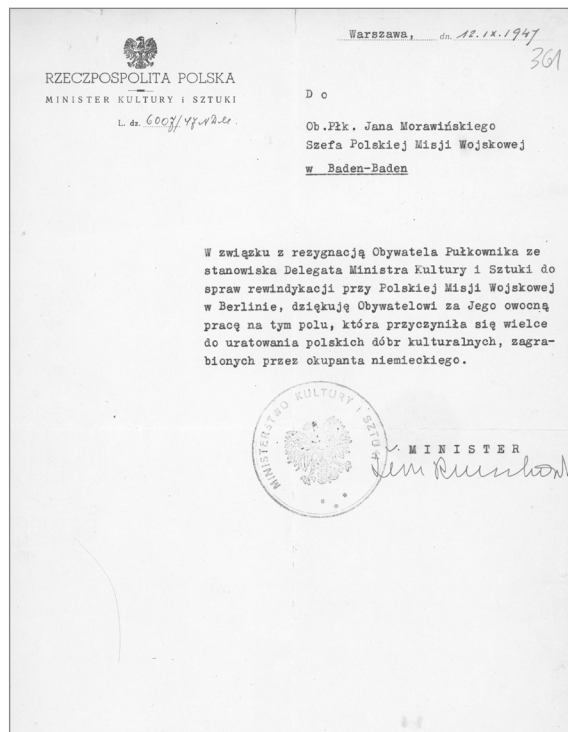 Warszawa, dn. 12.IX.1947
361
RZECZPOSPOLITA POLSKA
MINISTER KULTURY i SZTUKI
L. dz. 6007/47
D o
Ob.Płk. Jana Morawińskiego
Szefa Polskiej Misji Wojskowej
w Baden-Baden
W związku z rezygnacją Obywatela Pułkownika ze
stanowiska Delegata Ministra Kultury i Sztuki do
spraw rewindykacji przy Polskiej Misji Wojskowej
w Berlinie, dziękuję Obywatelowi za Jego owocną
pracę na tym polu, która przyczyniła się wielce
do uratowania polskich dóbr kulturalnych, zagra-
bionych przez okupanta niemieckiego.
MINISTERSTWO KULTURY I SZTUKI
M I N I S T E R